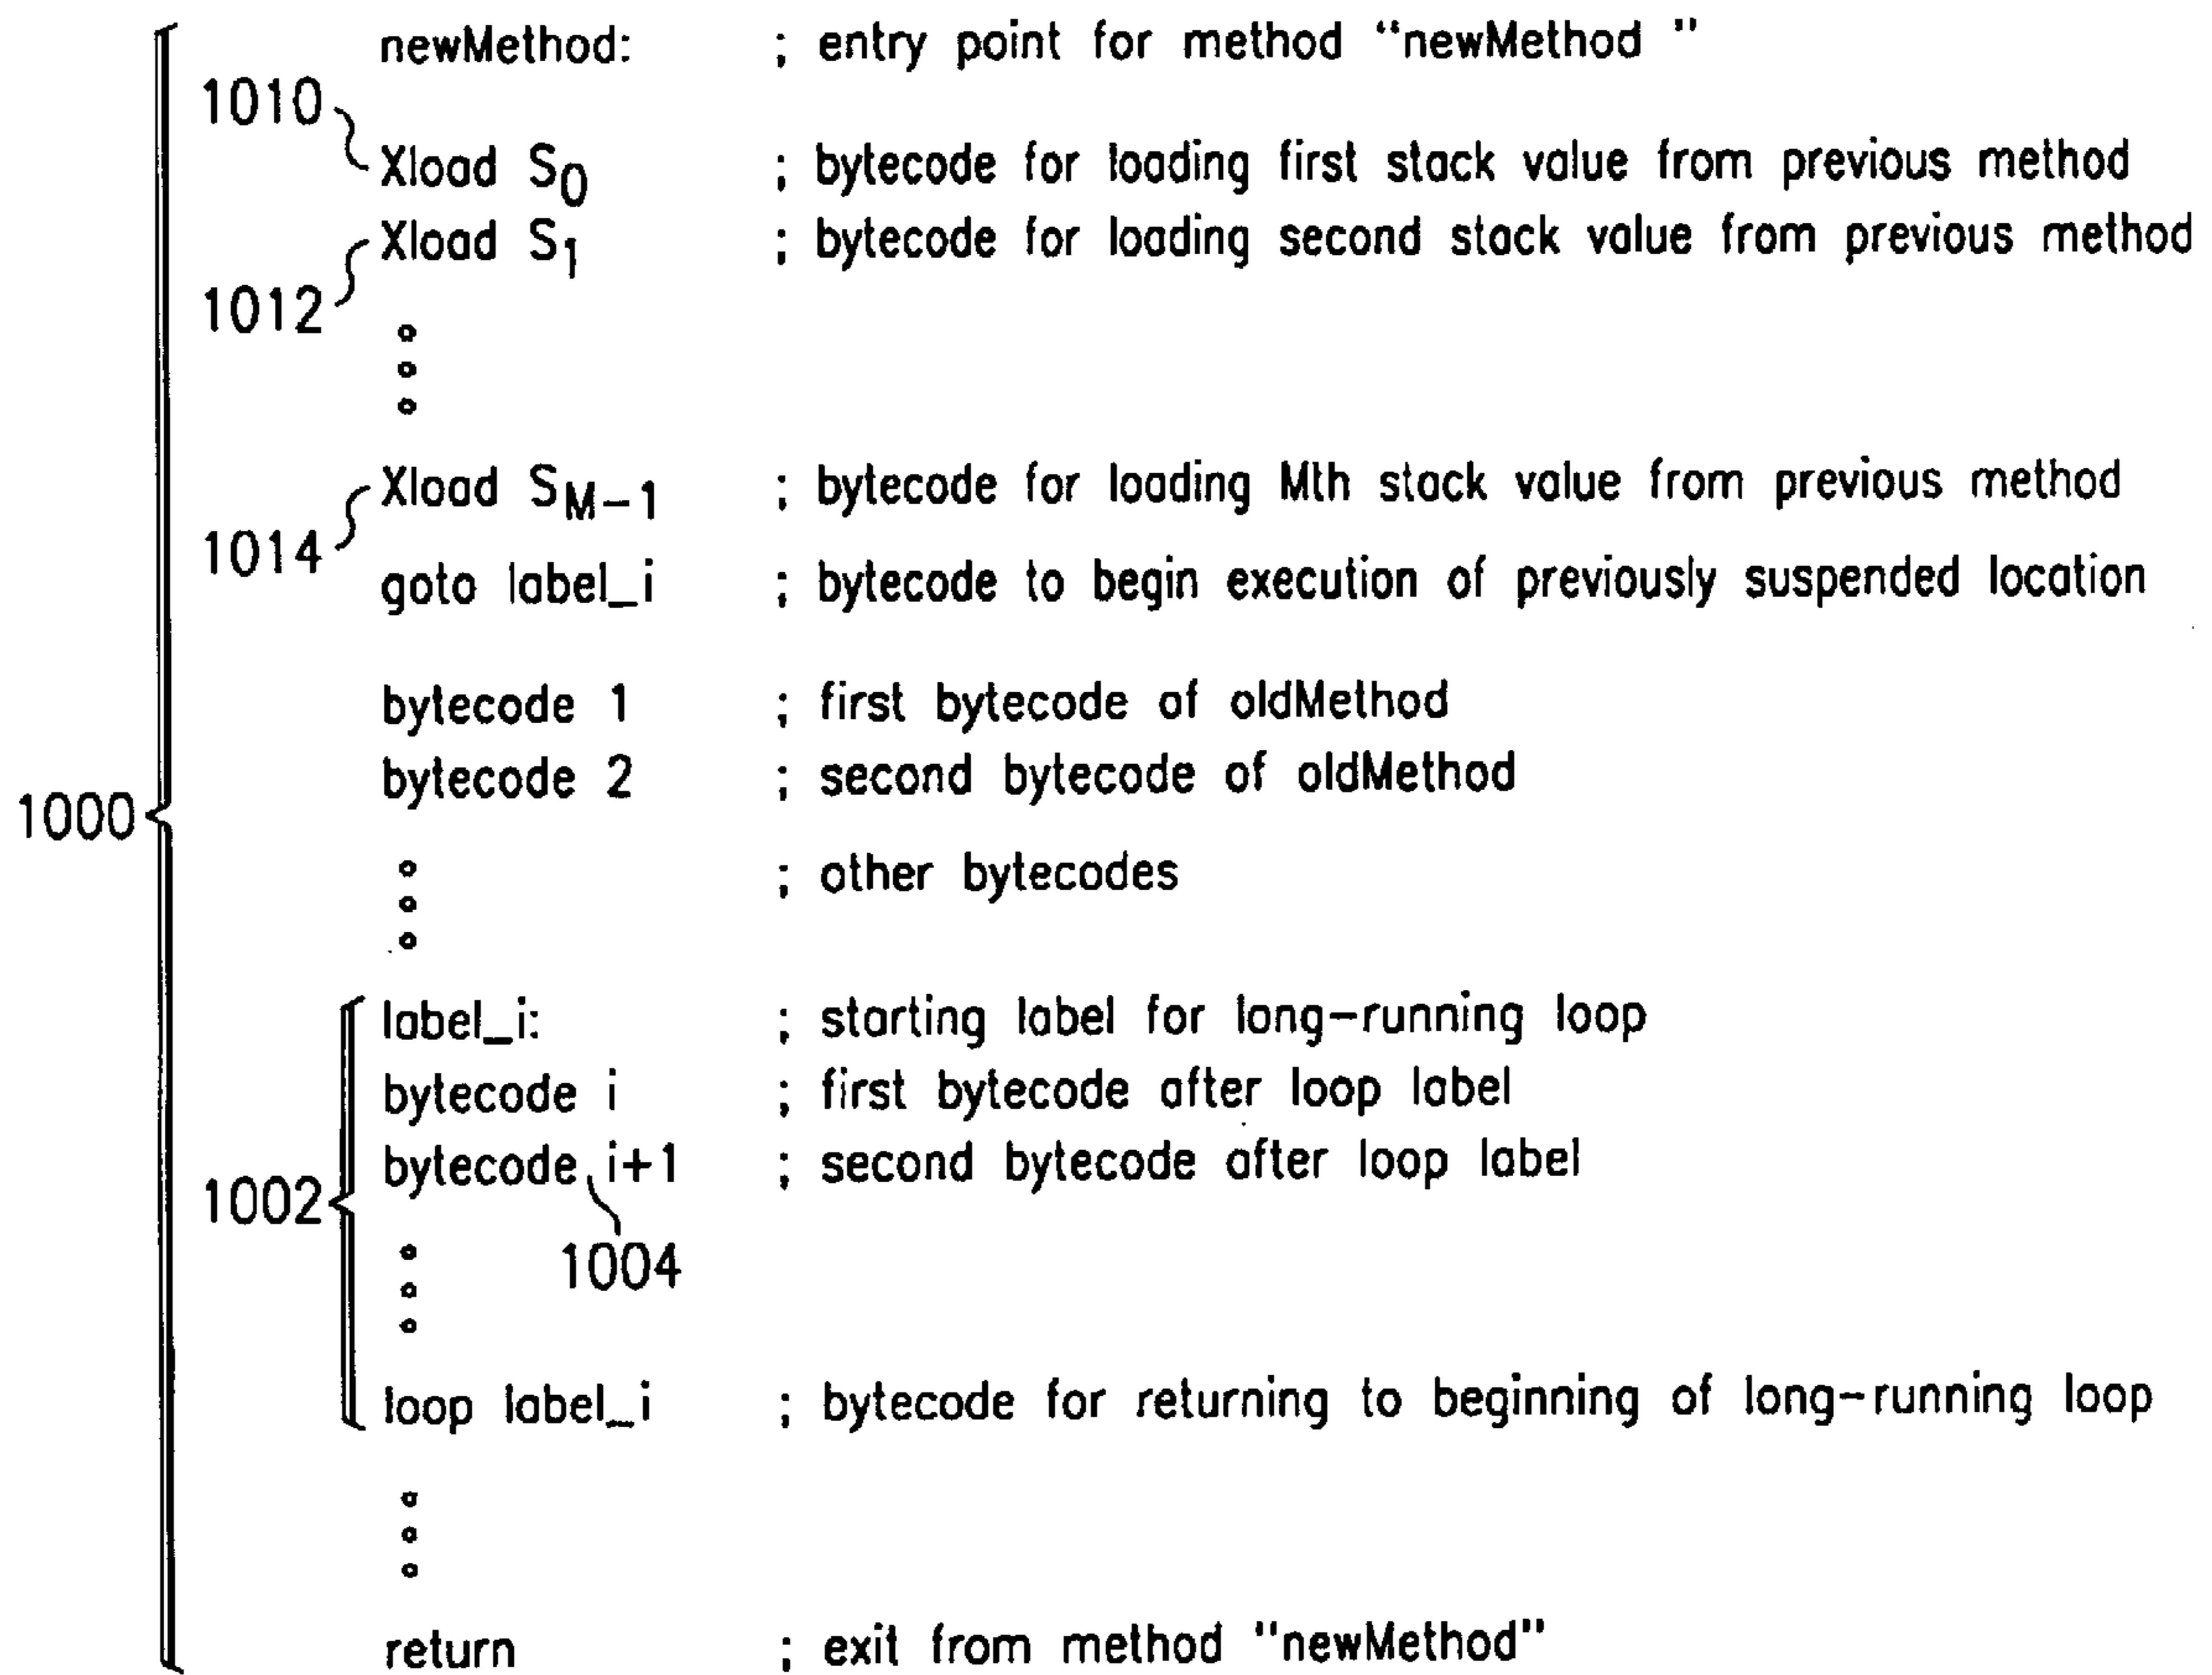 newMethod: ; entry point for method "newMethod "
1010
Xload S0 ; bytecode for loading first stack value from previous method
Xload S1 ; bytecode for loading second stack value from previous method
1012
Xload SM-1 ; bytecode for loading Mth stack value from previous method
1014
goto label_i ; bytecode to begin execution of previously suspended location
bytecode 1 ; first bytecode of oldMethod
bytecode 2 ; second bytecode of oldMethod
1000
; other bytecodes
label_i: ; starting label for long-running loop
bytecode i ; first bytecode after loop label
bytecode i+1 ; second bytecode after loop label
1002
1004
loop label_i ; bytecode for returning to beginning of long-running loop
return ; exit from method "newMethod"